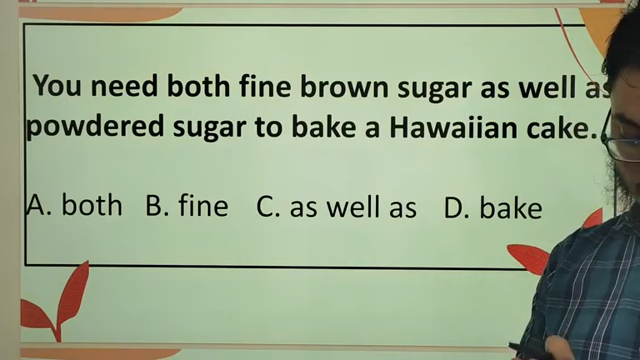 You need both fine brown sugar as well as
powdered sugar to bake a Hawaiian cake.
A. both B. fine C. as well as D. bake